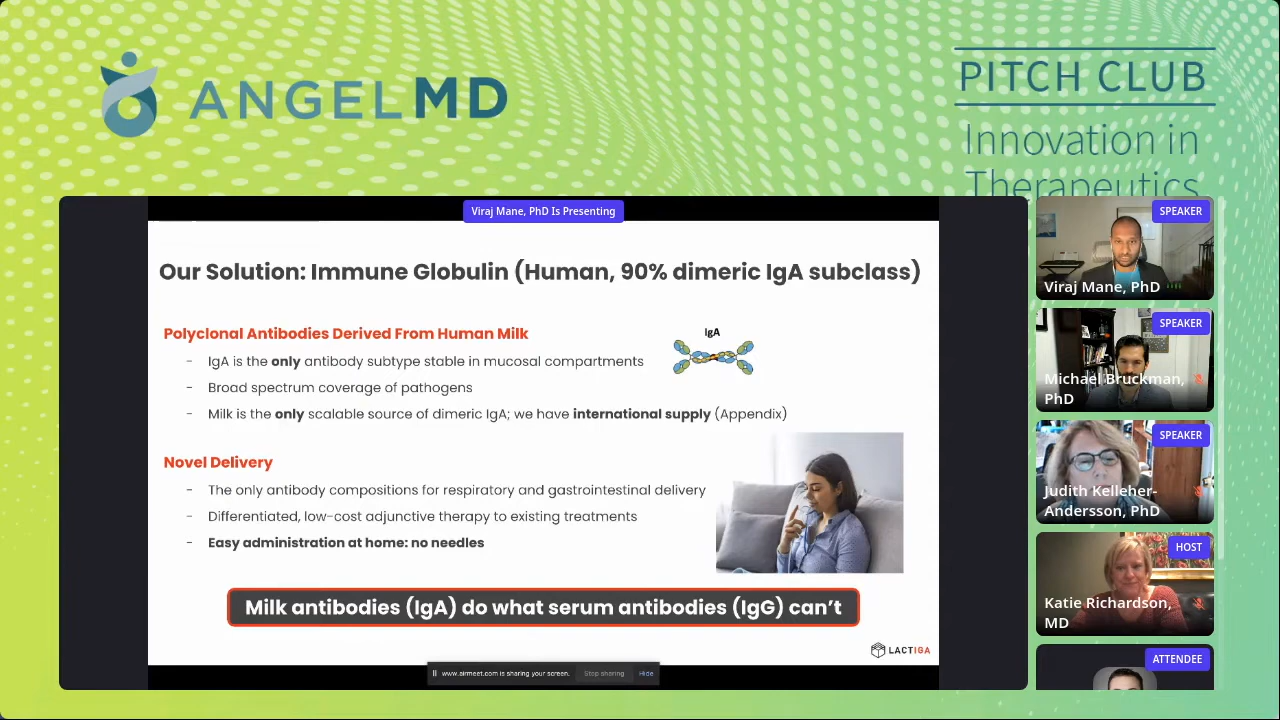 ANGELMD
PITCH CLUB
Innovation in
Therapeutics
Viraj Mane, PhD Is Presenting
Our Solution: Immune Globulin (Human, 90% dimeric IgA subclass)
Polyclonal Antibodies Derived From Human Milk
- IgA is the only antibody subtype stable in mucosal compartments
- Broad spectrum coverage of pathogens
- Milk is the only scalable source of dimeric IgA; we have international supply (Appendix)
IgA
Novel Delivery
- The only antibody compositions for respiratory and gastrointestinal delivery
- Differentiated, low-cost adjunctive therapy to existing treatments
- Easy administration at home: no needles
Milk antibodies (IgA) do what serum antibodies (IgG) can't
LACTIGA
www.airmeet.com is sharing your screen.
Stop sharing
Hide
SPEAKER
Viraj Mane, PhD
SPEAKER
Michael Bruckman,
PhD
SPEAKER
Judith Kelleher-
Andersson, PhD
HOST
Katie Richardson,
MD
ATTENDEE